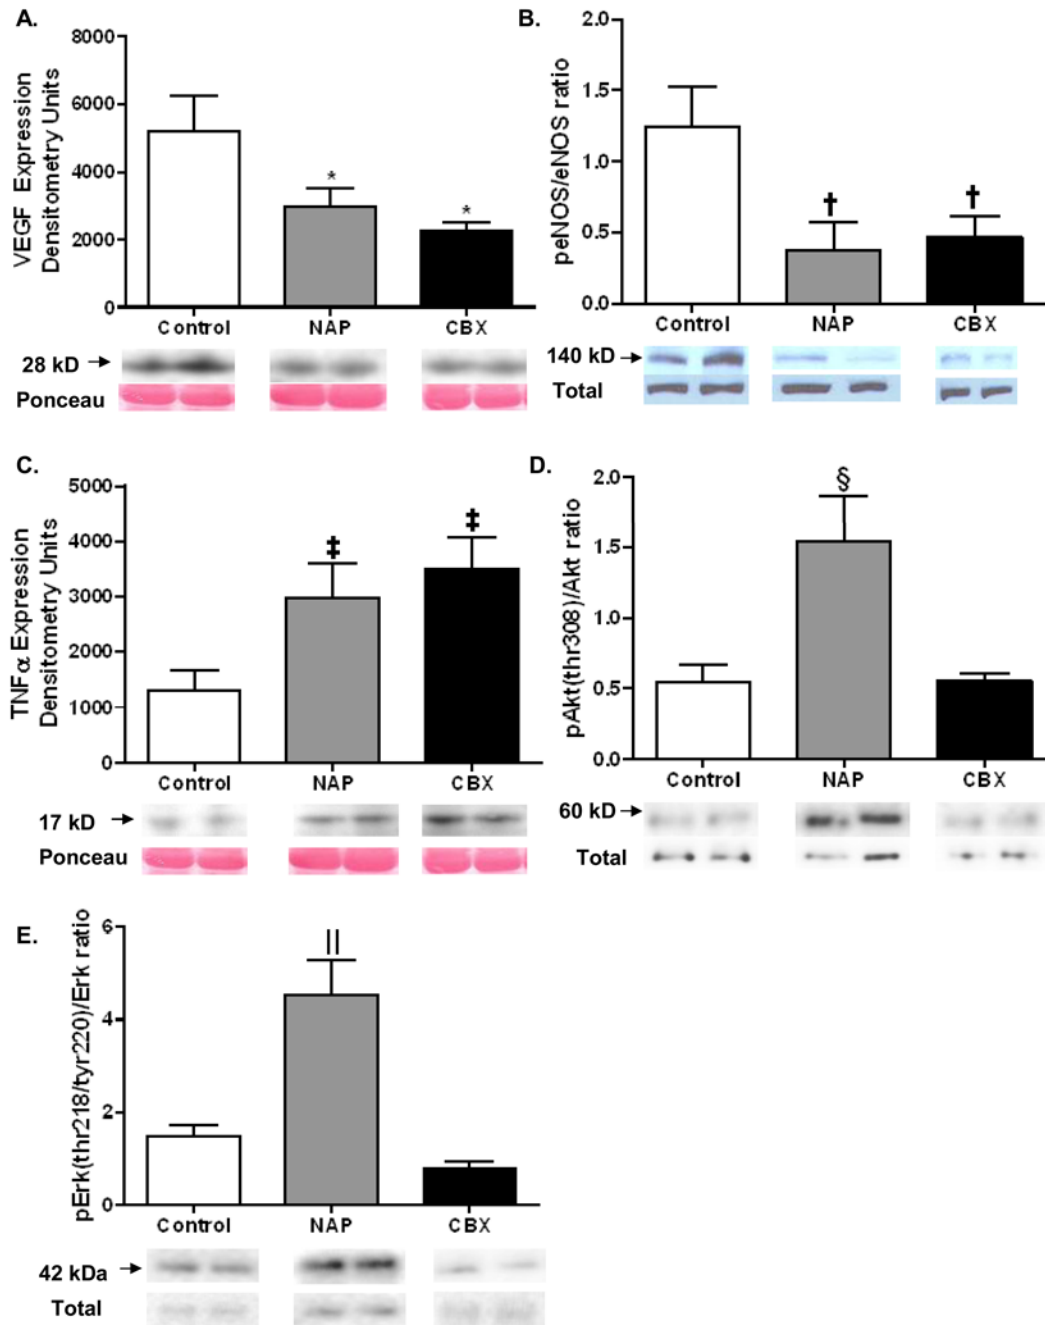 A.
VEGF Expression
Densitometry Units
8000
6000
4000
2000
0
*
*
Control NAP CBX
28 kD
Ponceau
B.
peNOS/eNOS ratio
2.0
1.5
1.0
0.5
0.0
†
†
Control NAP CBX
140 kD
Total
C.
TNFα Expression
Densitometry Units
5000
4000
3000
2000
1000
0
‡
‡
Control NAP CBX
17 kD
Ponceau
D.
pAkt(thr308)/Akt ratio
2.0
1.5
1.0
0.5
0.0
§
Control NAP CBX
60 kD
Total
E.
pErk(thr218/tyr220)/Erk ratio
6
4
2
0
||
Control NAP CBX
42 kDa
Total